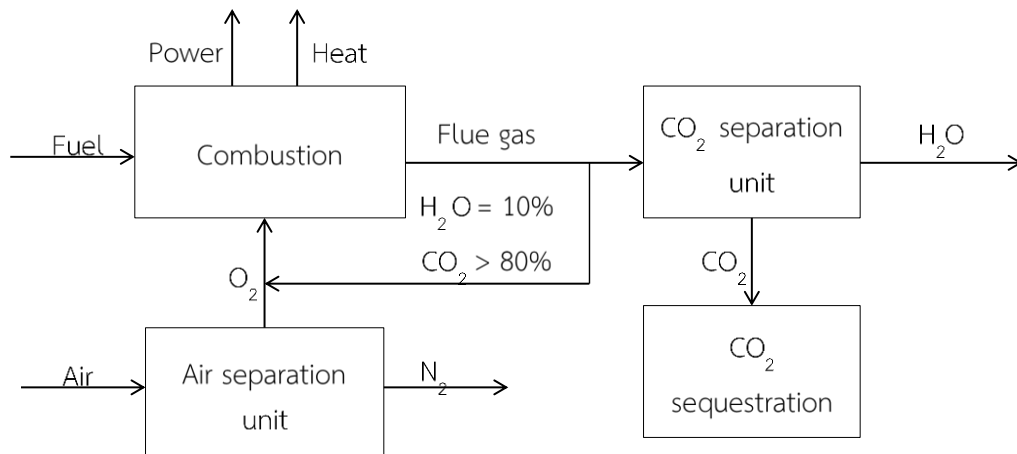 Power
Heat
Fuel
Combustion
Flue gas
H₂O = 10%
CO₂ > 80%
CO₂ separation
unit
H₂O
O₂
CO₂
Air
Air separation
unit
N₂
CO₂
sequestration